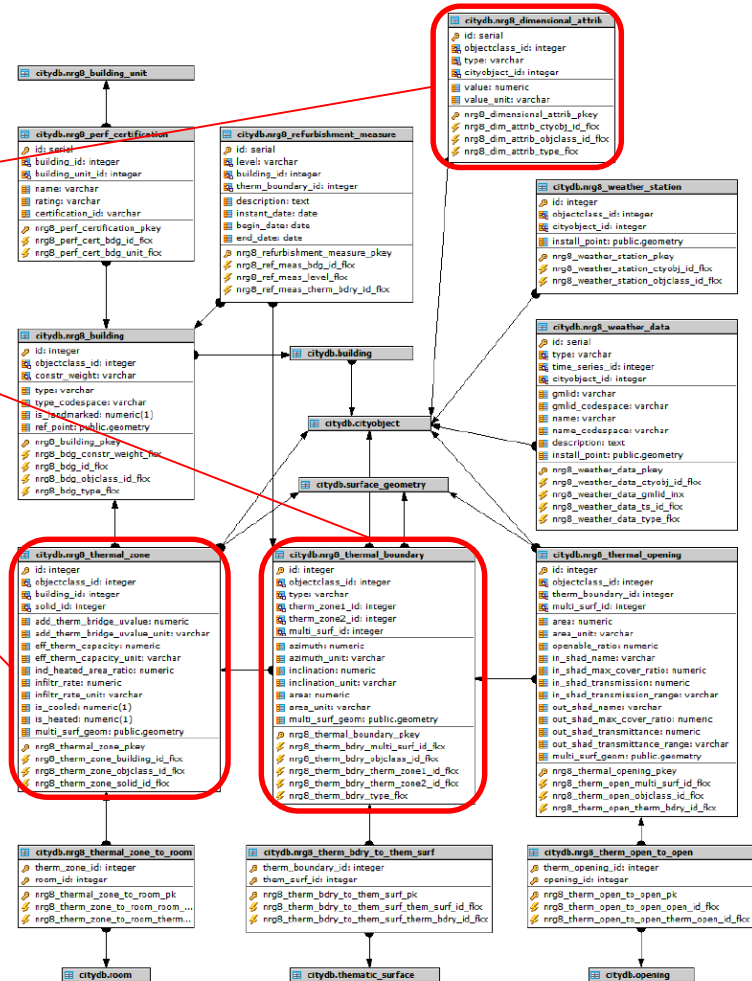 citydb.nrg8_dimensional_attrib
id: serial
objectclass_id: integer
type: varchar
cityobject_id: integer
value: numeric
value_unit: varchar
nrg8_dimensional_attrib_pkey
nrg8_dim_attrib_ctyobj_id_fkx
nrg8_dim_attrib_objclass_id_fkx
nrg8_dim_attrib_type_fkx
citydb.nrg8_building_unit
citydb.nrg8_perf_certification
id: serial
building_id: integer
building_unit_id: integer
name: varchar
rating: varchar
certification_id: varchar
nrg8_perf_certification_pkey
nrg8_perf_cert_bdg_id_fkx
nrg8_perf_cert_bdg_unit_fkx
citydb.nrg8_refurbishment_measure
id: serial
level: varchar
building_id: integer
therm_boundary_id: integer
description: text
instant_date: date
begin_date: date
end_date: date
nrg8_refurbishment_measure_pkey
nrg8_ref_meas_bdg_id_fkx
nrg8_ref_meas_level_fkx
nrg8_ref_meas_therm_bdry_id_fkx
citydb.nrg8_weather_station
id: integer
objectclass_id: integer
cityobject_id: integer
install_point: public.geometry
nrg8_weather_station_pkey
nrg8_weather_station_ctyobj_id_fkx
nrg8_weather_station_objclass_id_fkx
citydb.nrg8_building
id: integer
objectclass_id: integer
constr_weight: varchar
type: varchar
type_codespace: varchar
is_landmarked: numeric(1)
ref_point: public.geometry
nrg8_building_pkey
nrg8_bdg_constr_weight_fkx
nrg8_bdg_id_fkx
nrg8_bdg_objclass_id_fkx
nrg8_bdg_type_fkx
citydb.building
citydb.cityobject
citydb.surface_geometry
citydb.nrg8_weather_data
id: serial
type: varchar
time_series_id: integer
cityobject_id: integer
gmlid: varchar
gmlid_codespace: varchar
name: varchar
name_codespace: varchar
description: text
install_point: public.geometry
nrg8_weather_data_pkey
nrg8_weather_data_ctyobj_id_fkx
nrg8_weather_data_gmlid_inx
nrg8_weather_data_ts_id_fkx
nrg8_weather_data_type_fkx
citydb.nrg8_thermal_zone
id: integer
objectclass_id: integer
building_id: integer
solid_id: integer
add_therm_bridge_uvalue: numeric
add_therm_bridge_uvalue_unit: varchar
eff_therm_capacity: numeric
eff_therm_capacity_unit: varchar
ind_heated_area_ratio: numeric
infiltr_rate: numeric
infiltr_rate_unit: varchar
is_cooled: numeric(1)
is_heated: numeric(1)
multi_surf_geom: public.geometry
nrg8_thermal_zone_pkey
nrg8_therm_zone_building_id_fkx
nrg8_therm_zone_objclass_id_fkx
nrg8_therm_zone_solid_id_fkx
citydb.nrg8_thermal_boundary
id: integer
objectclass_id: integer
type: varchar
therm_zone1_id: integer
therm_zone2_id: integer
multi_surf_id: integer
azimuth: numeric
azimuth_unit: varchar
inclination: numeric
inclination_unit: varchar
area: numeric
area_unit: varchar
multi_surf_geom: public.geometry
nrg8_thermal_boundary_pkey
nrg8_therm_bdry_multi_surf_id_fkx
nrg8_therm_bdry_objclass_id_fkx
nrg8_therm_bdry_therm_zone1_id_fkx
nrg8_therm_bdry_therm_zone2_id_fkx
nrg8_therm_bdry_type_fkx
citydb.nrg8_thermal_opening
id: integer
objectclass_id: integer
therm_boundary_id: integer
multi_surf_id: integer
area: numeric
area_unit: varchar
openable_ratio: numeric
in_shad_name: varchar
in_shad_max_cover_ratio: numeric
in_shad_transmission: numeric
in_shad_transmission_range: varchar
out_shad_name: varchar
out_shad_max_cover_ratio: numeric
out_shad_transmittance: numeric
out_shad_transmittance_range: varchar
multi_surf_geom: public.geometry
nrg8_thermal_opening_pkey
nrg8_therm_open_multi_surf_id_fkx
nrg8_therm_open_objclass_id_fkx
nrg8_therm_open_therm_bdry_id_fkx
citydb.nrg8_thermal_zone_to_room
therm_zone_id: integer
room_id: integer
nrg8_thermal_zone_to_room_pk
nrg8_therm_zone_to_room_room_...
nrg8_therm_zone_to_room_therm...
citydb.nrg8_therm_bdry_to_them_surf
therm_boundary_id: integer
them_surf_id: integer
nrg8_therm_bdry_to_them_surf_pk
nrg8_therm_bdry_to_them_surf_them_surf_id_fkx
nrg8_therm_bdry_to_them_surf_therm_bdry_id_fkx
citydb.nrg8_therm_open_to_open
therm_opening_id: integer
opening_id: integer
nrg8_therm_open_to_open_pk
nrg8_therm_open_to_open_open_id_fkx
nrg8_therm_open_to_open_therm_open_id_fkx
citydb.room
citydb.thematic_surface
citydb.opening